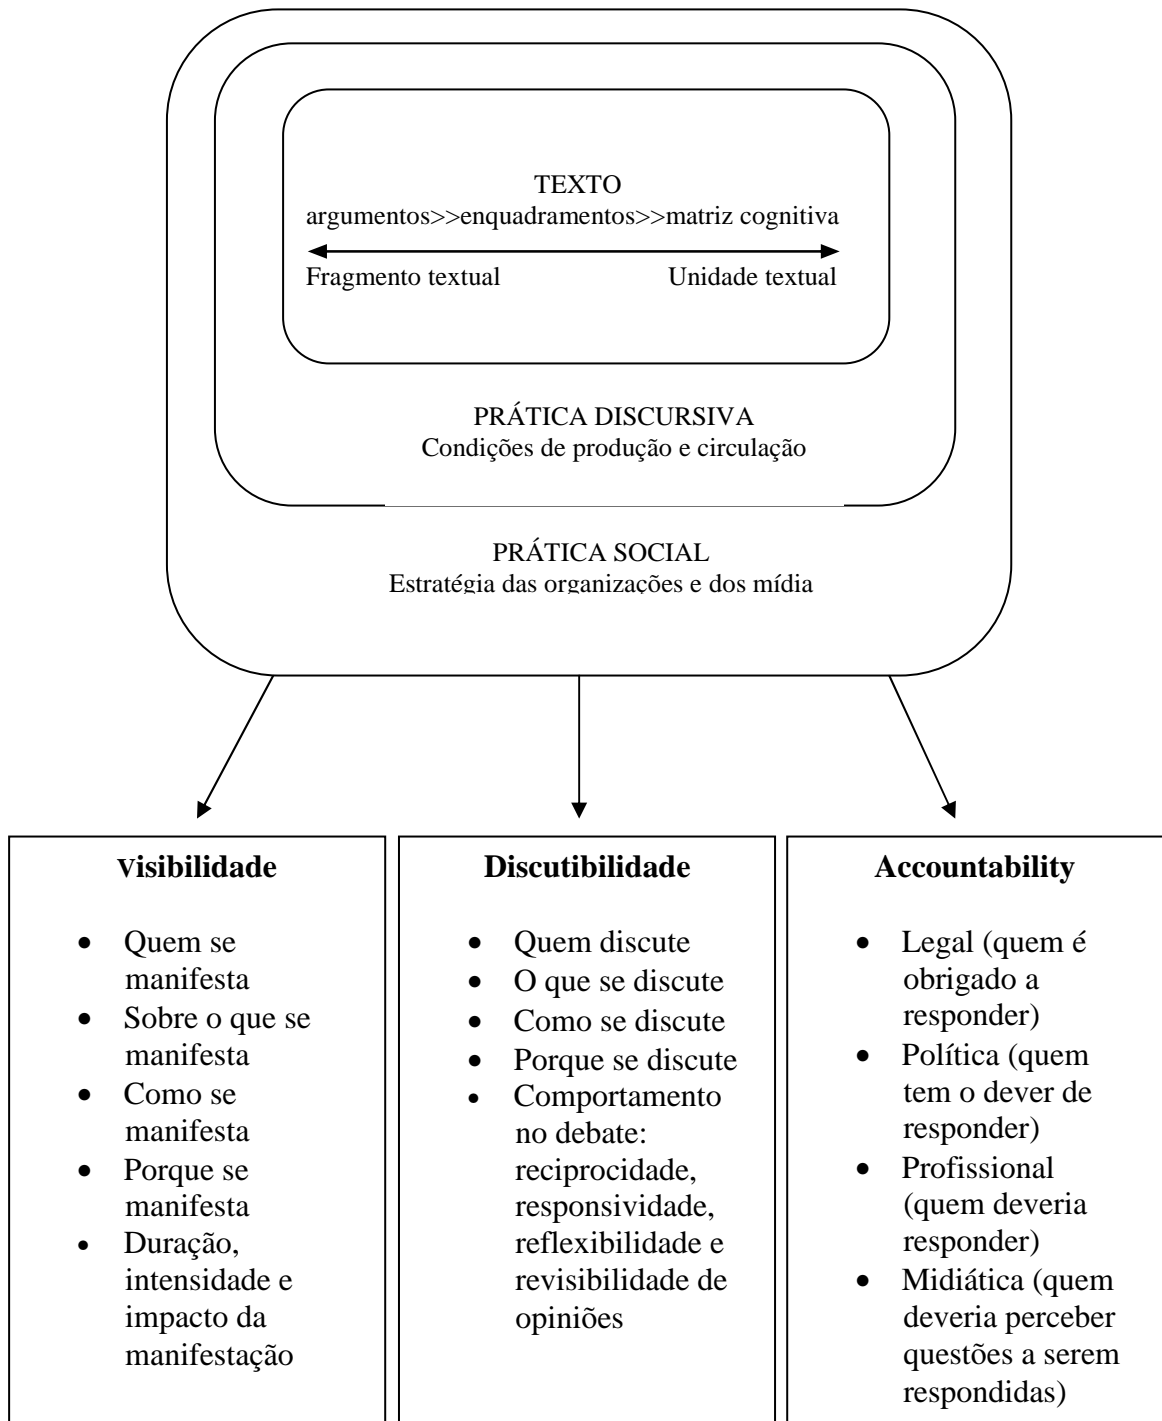 TEXTO
argumentos>>enquadramentos>>matriz cognitiva
Fragmento textual Unidade textual
PRÁTICA DISCURSIVA
Condições de produção e circulação
PRÁTICA SOCIAL
Estratégia das organizações e dos mídia
Visibilidade
• Quem se
manifesta
• Sobre o que se
manifesta
• Como se
manifesta
• Porque se
manifesta
• Duração,
intensidade e
impacto da
manifestação
Discutibilidade
• Quem discute
• O que se discute
• Como se discute
• Porque se discute
• Comportamento
no debate:
reciprocidade,
responsividade,
reflexibilidade e
revisibilidade de
opiniões
Accountability
• Legal (quem é
obrigado a
responder)
• Política (quem
tem o dever de
responder)
• Profissional
(quem deveria
responder)
• Midiática (quem
deveria perceber
questões a serem
respondidas)